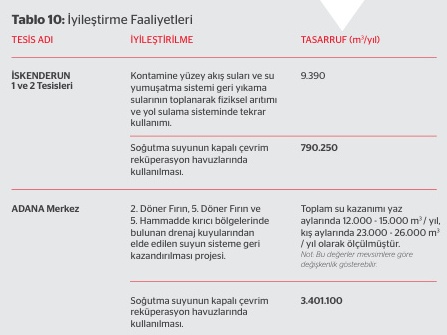 Tablo 10: İyileştirme Faaliyetleri
TESİS ADI İYİLEŞTİRİLME TASARRUF (m³/yıl)
İSKENDERUN
1 ve 2 Tesisleri
Kontamine yüzey akış suları ve su
yumuşatma sistemi geri yıkama
sularının toplanarak fiziksel arıtımı
ve yol sulama sisteminde tekrar
kullanımı.
9.390
Soğutma suyunun kapalı çevrim
reküperasyon havuzlarında
kullanılması.
790.250
ADANA Merkez
2. Döner Fırın, 5. Döner Fırın ve
5. Hammadde kırıcı bölgelerinde
bulunan drenaj kuyularından
elde edilen suyun sisteme geri
kazandırılması projesi.
Toplam su kazanımı yaz
aylarında 12.000 - 15.000 m³ / yıl,
kış aylarında 23.000 - 26.000 m³
/ yıl olarak ölçülmüştür.
Not: Bu değerler mevsimlere göre
değişkenlik gösterebilir.
Soğutma suyunun kapalı çevrim
reküperasyon havuzlarında
kullanılması.
3.401.100